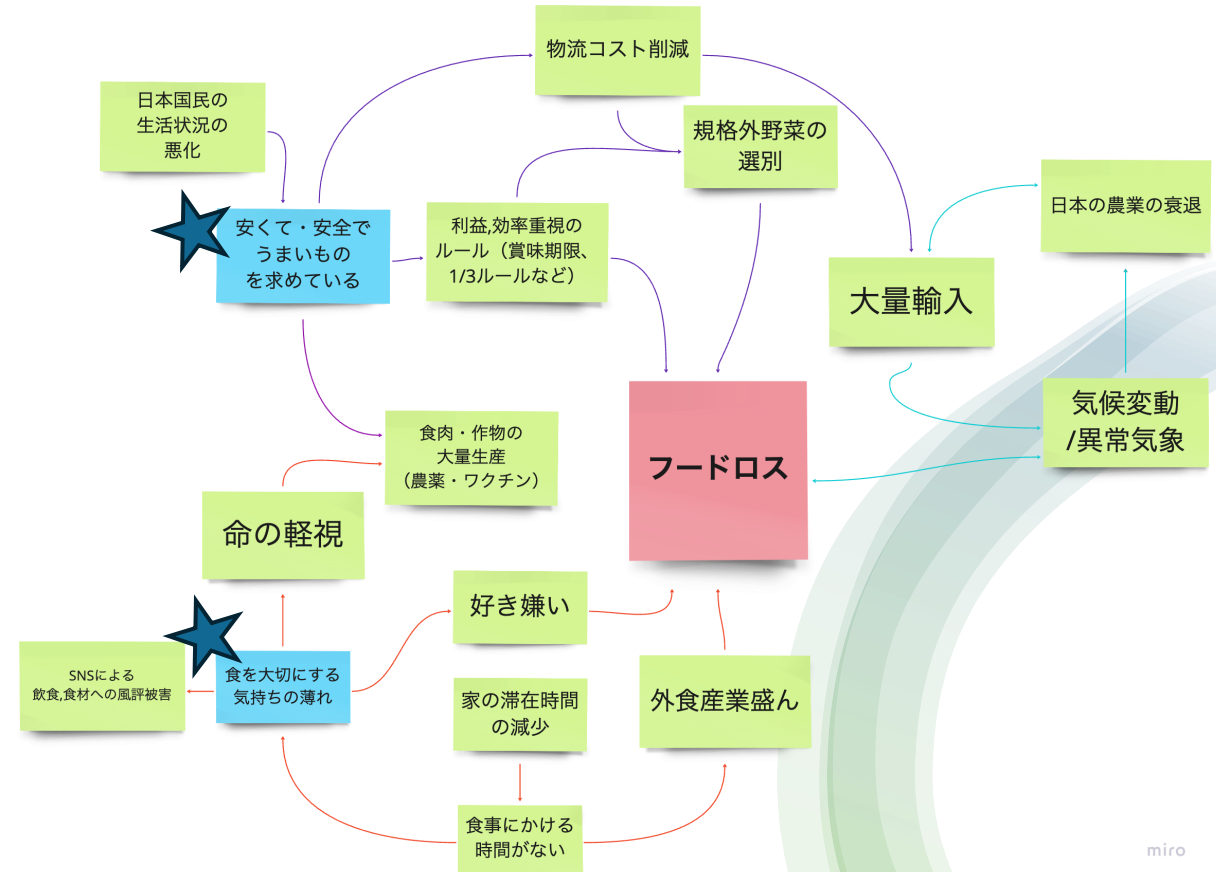 物流コスト削減
日本国民の
生活状況の
悪化
規格外野菜の
選別
日本の農業の衰退
安くて・安全で
うまいもの
を求めている
利益,効率重視の
ルール（賞味期限、
1/3ルールなど）
大量輸入
気候変動
/異常気象
食肉・作物の
大量生産
（農薬・ワクチン）
フードロス
命の軽視
好き嫌い
SNSによる
飲食,食材への風評被害
食を大切にする
気持ちの薄れ
家の滞在時間
の減少
外食産業盛ん
食事にかける
時間がない
miro